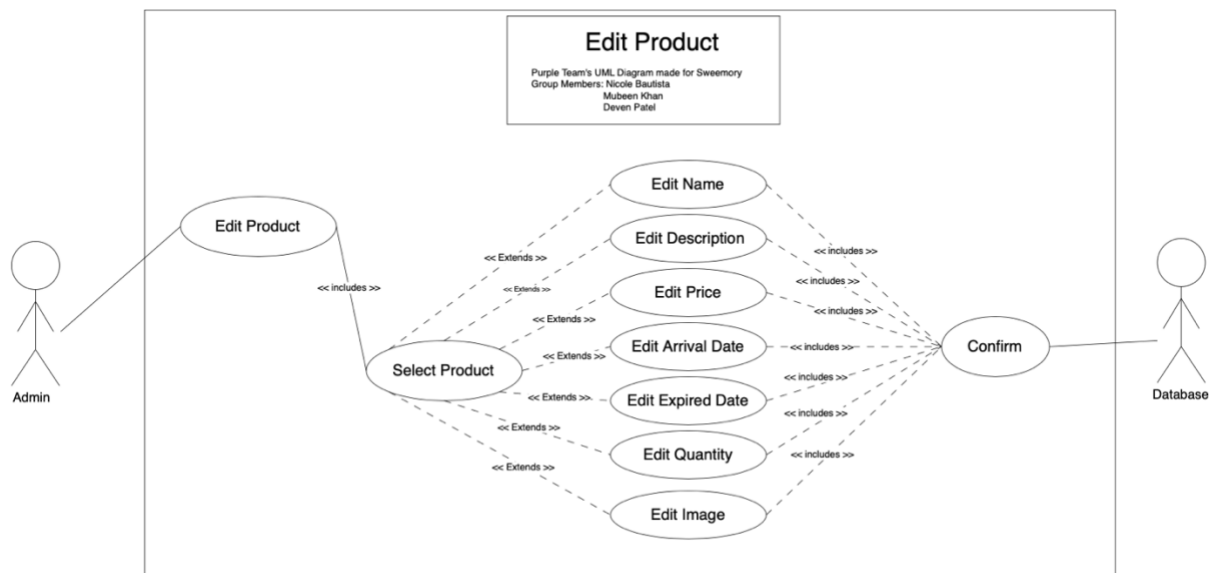 Edit Product
Purple Team's UML Diagram made for Sweemory
Group Members: Nicole Bautista
Mubeen Khan
Deven Patel
Edit Name
Edit Product
Edit Description
<< Extends >>
<< includes >>
<< includes >>
<< Extends >>
<< includes >>
Edit Price
<< Extends >>
<< includes >>
Edit Arrival Date
<< includes >>
Confirm
<< Extends >>
Select Product
<< includes >>
Edit Expired Date
<< Extends >>
Admin
Database
<< includes >>
<< Extends >>
Edit Quantity
<< includes >>
<< Extends >>
Edit Image